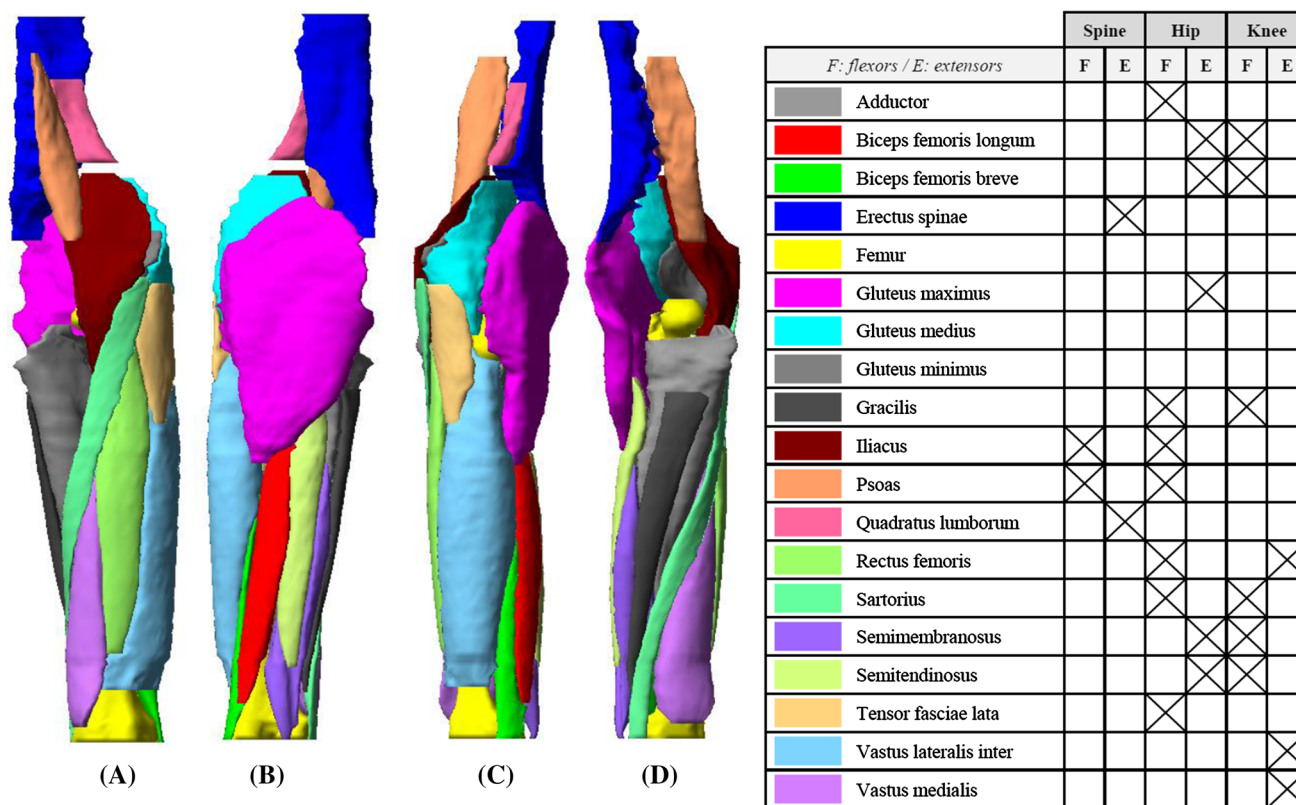 Spine Hip Knee
F: flexors / E: extensors F E F E F E
Adductor
Biceps femoris longum
Biceps femoris breve
Erectus spinae
Femur
Gluteus maximus
Gluteus medius
Gluteus minimus
Gracilis
Iliacus
Psoas
Quadratus lumborum
Rectus femoris
Sartorius
Semimembranosus
Semitendinosus
Tensor fasciae lata
Vastus lateralis inter
Vastus medialis
(A) (B) (C) (D)